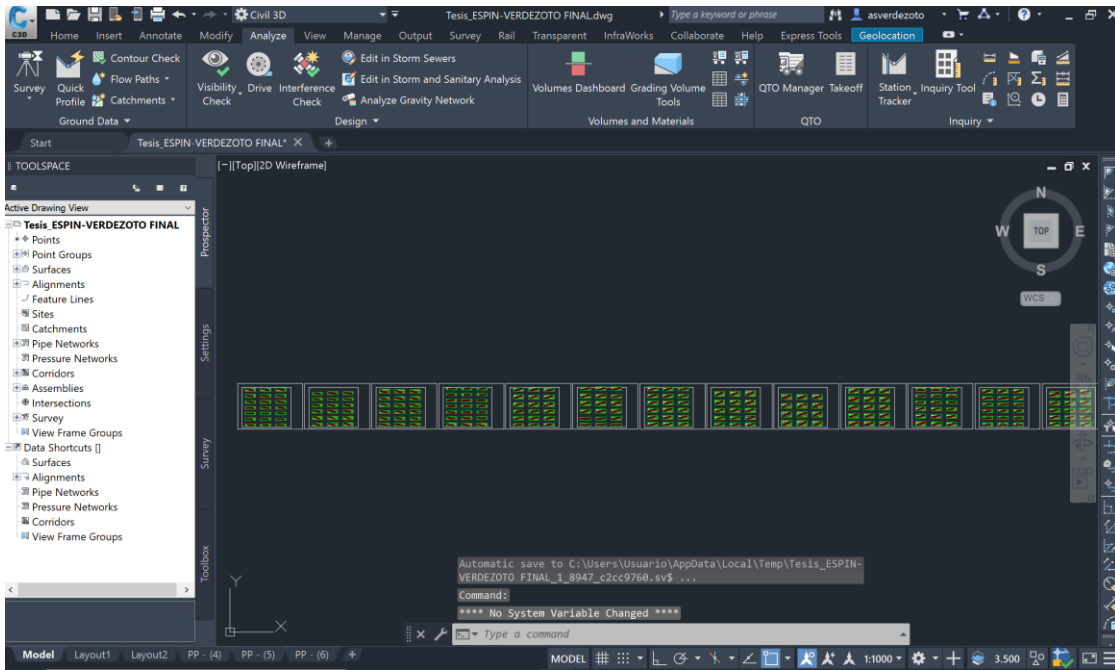 C3D
Civil 3D
Tesis_ESPIN-VERDEZOTO FINAL.dwg
Type a keyword or phrase
asverdezoto
Home Insert Annotate Modify Analyze View Manage Output Survey Rail Transparent InfraWorks Collaborate Help Express Tools Geolocation
Survey
Quick Profile
Contour Check
Flow Paths
Catchments
Ground Data
Visibility Check
Drive
Interference Check
Edit in Storm Sewers
Edit in Storm and Sanitary Analysis
Analyze Gravity Network
Design
Volumes Dashboard
Grading Volume Tools
Volumes and Materials
QTO Manager
Takeoff
QTO
Station Tracker
Inquiry Tool
Inquiry
Start
Tesis_ESPIN-VERDEZOTO FINAL*
TOOLSPACE
Active Drawing View
Tesis_ESPIN-VERDEZOTO FINAL
Points
Point Groups
Surfaces
Alignments
Feature Lines
Sites
Catchments
Pipe Networks
Pressure Networks
Corridors
Assemblies
Intersections
Survey
View Frame Groups
Data Shortcuts []
Surfaces
Alignments
Pipe Networks
Pressure Networks
Corridors
View Frame Groups
Prospector
Settings
Survey
Toolbox
[−][Top][2D Wireframe]
N
W TOP E
S
WCS
Y
X
Automatic save to C:\Users\Usuario\AppData\Local\Temp\Tesis_ESPIN-
VERDEZOTO FINAL_1_8947_c2cc9760.sv$ ...
Command:
**** No System Variable Changed ****
Type a command
Model Layout1 Layout2 PP - (4) PP - (5) PP - (6) +
MODEL 1:1000 3.500